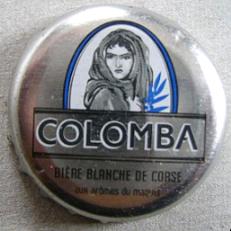 COLOMBA
BIÈRE BLANCHE DE CORSE
aux arômes du maquis